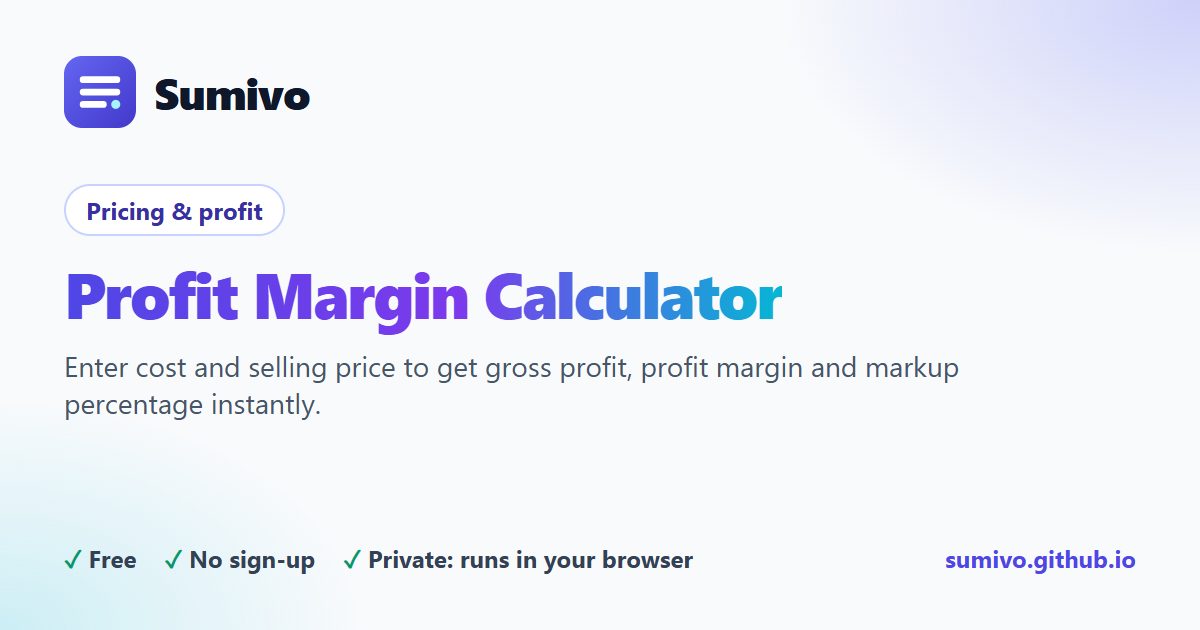 Sumivo
Pricing & profit
Profit Margin Calculator
Enter cost and selling price to get gross profit, profit margin and markup
percentage instantly.
✓ Free ✓ No sign-up ✓ Private: runs in your browser
sumivo.github.io